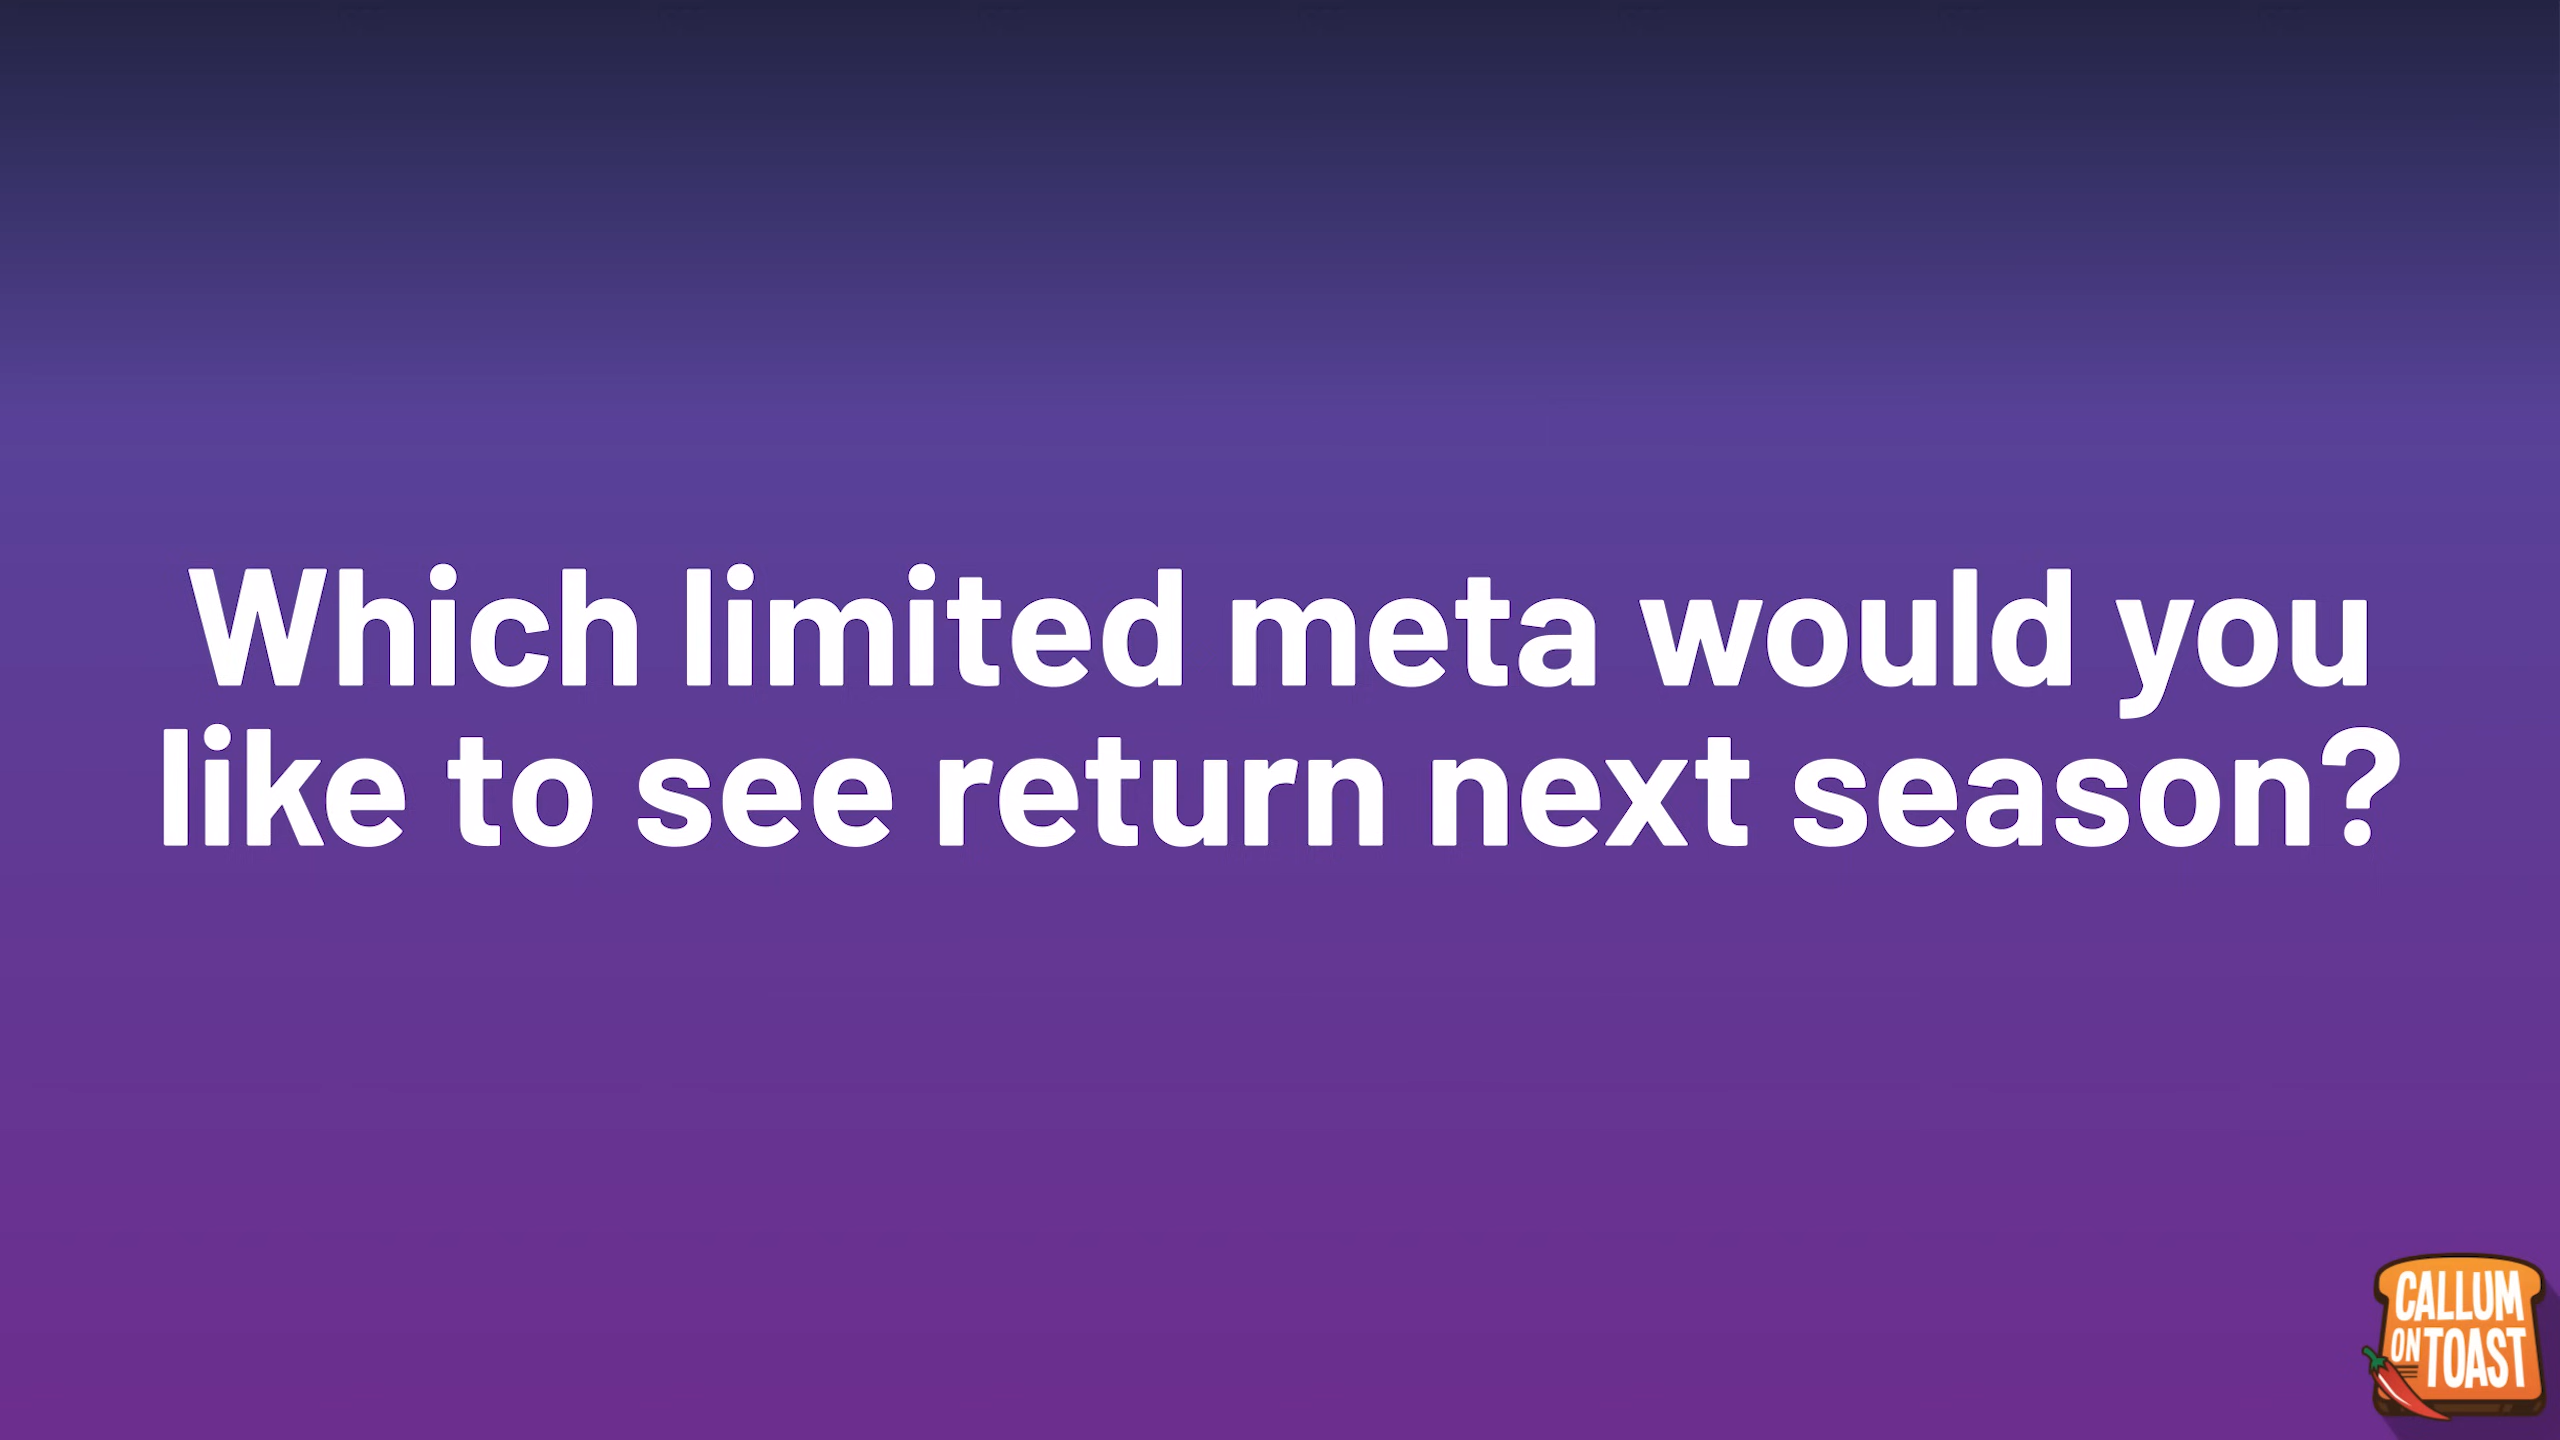 Which limited meta would you
like to see return next season?
CALLUM
ON TOAST